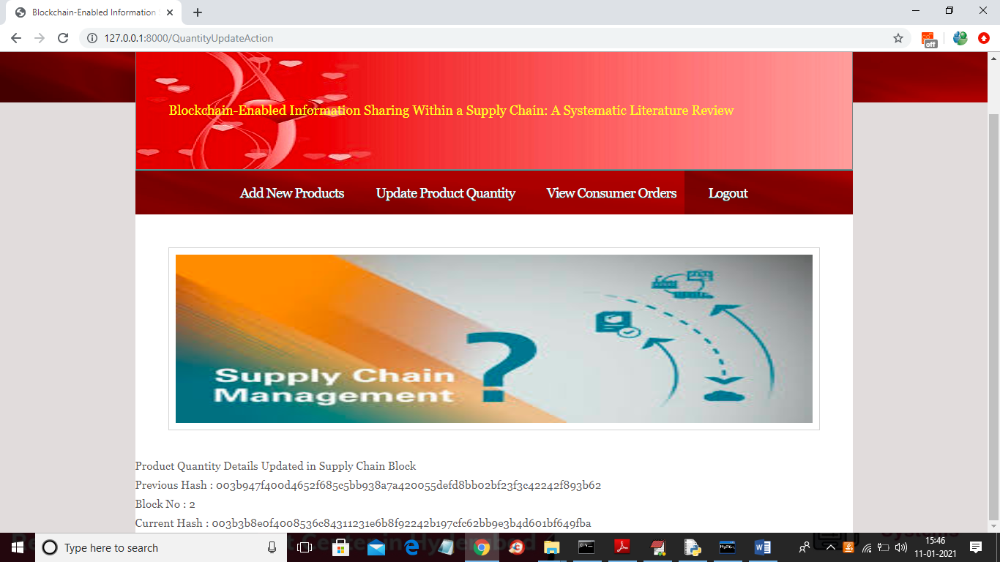 Blockchain-Enabled Information
127.0.0.1:8000/QuantityUpdateAction
off
Blockchain-Enabled Information Sharing Within a Supply Chain: A Systematic Literature Review
Add New Products Update Product Quantity View Consumer Orders Logout
Supply Chain
Management ?
Product Quantity Details Updated in Supply Chain Block
Previous Hash : 003b947f400d4652f685c5bb938a7a420055defd8bb02bf23f3c42242f893b62
Block No : 2
Current Hash : 003b3b8e0f4008536c84311231e6b8f92242b197cfc62bb9e3b4d601bf649fba
Type here to search
15:46
11-01-2021